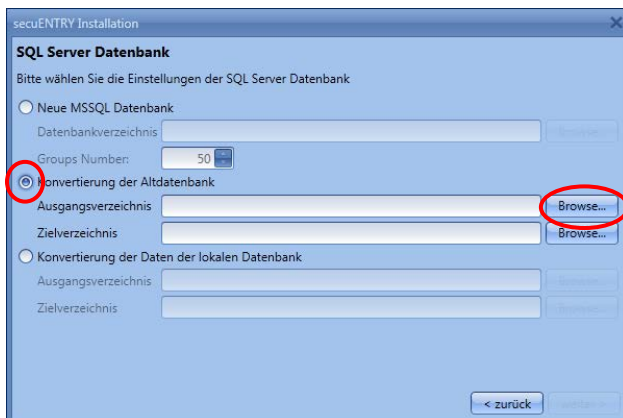 secuENTRY Installation
SQL Server Datenbank
Bitte wählen Sie die Einstellungen der SQL Server Datenbank
Neue MSSQL Datenbank
Datenbankverzeichnis Browse...
Groups Number: 50
Konvertierung der Altdatenbank
Ausgangsverzeichnis Browse...
Zielverzeichnis Browse...
Konvertierung der Daten der lokalen Datenbank
Ausgangsverzeichnis Browse...
Zielverzeichnis Browse...
< zurück weiter >